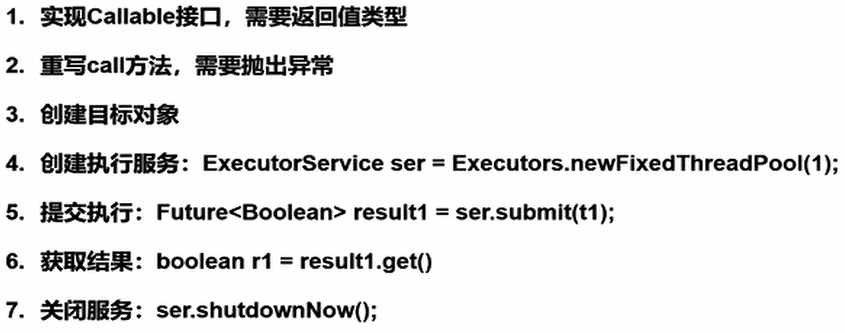 1. 实现Callable接口，需要返回值类型
2. 重写call方法，需要抛出异常
3. 创建目标对象
4. 创建执行服务：ExecutorService ser = Executors.newFixedThreadPool(1);
5. 提交执行：Future<Boolean> result1 = ser.submit(t1);
6. 获取结果：boolean r1 = result1.get()
7. 关闭服务：ser.shutdownNow();